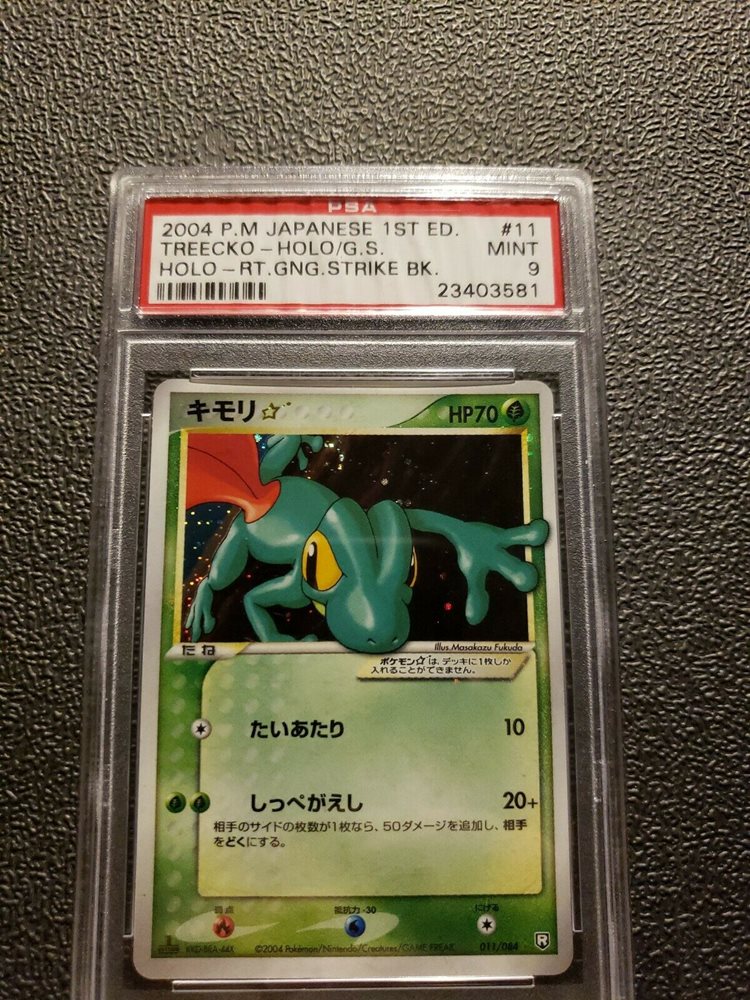 PSA
2004 P.M JAPANESE 1ST ED. #11
TREECKO-HOLO/G.S. MINT
HOLO-RT.GNG.STRIKE BK. 9
23403581
キモリ☆ HP70
たね Illus. Masakazu Fukuda
ポケモン☆は、デッキに1枚しか
入れることができません。
たいあたり 10
しっぺがえし 20+
相手のサイドの枚数が1枚なら、50ダメージを追加し、相手
をどくにする。
弱点 抵抗力 -30 にげる
©2004 Pokémon/Nintendo/Creatures/GAME FREAK 011/084
R